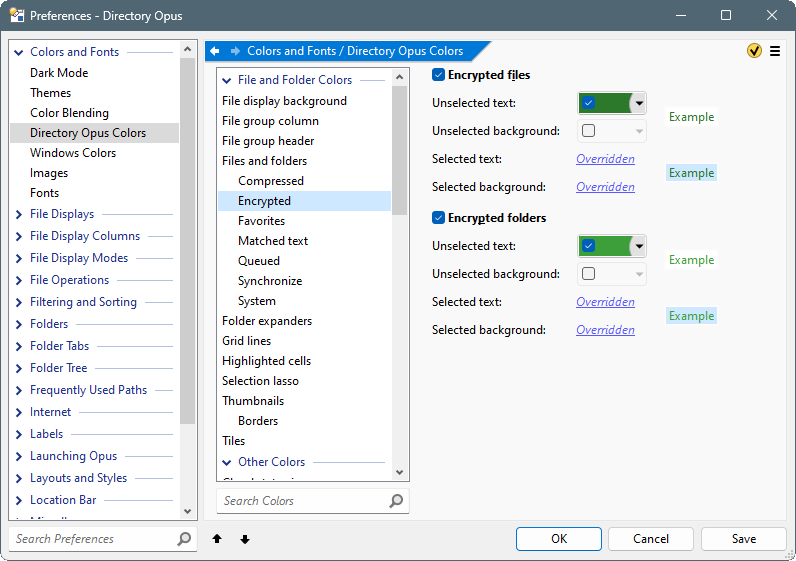 Preferences - Directory Opus
Colors and Fonts
Dark Mode
Themes
Color Blending
Directory Opus Colors
Windows Colors
Images
Fonts
File Displays
File Display Columns
File Display Modes
File Operations
Filtering and Sorting
Folders
Folder Tabs
Folder Tree
Frequently Used Paths
Internet
Labels
Launching Opus
Layouts and Styles
Location Bar
Search Preferences
Colors and Fonts / Directory Opus Colors
File and Folder Colors
File display background
File group column
File group header
Files and folders
Compressed
Encrypted
Favorites
Matched text
Queued
Synchronize
System
Folder expanders
Grid lines
Highlighted cells
Selection lasso
Thumbnails
Borders
Tiles
Other Colors
Search Colors
Encrypted files
Unselected text:
Example
Unselected background:
Selected text: Overridden
Example
Selected background: Overridden
Encrypted folders
Unselected text:
Example
Unselected background:
Selected text: Overridden
Example
Selected background: Overridden
OK Cancel Save